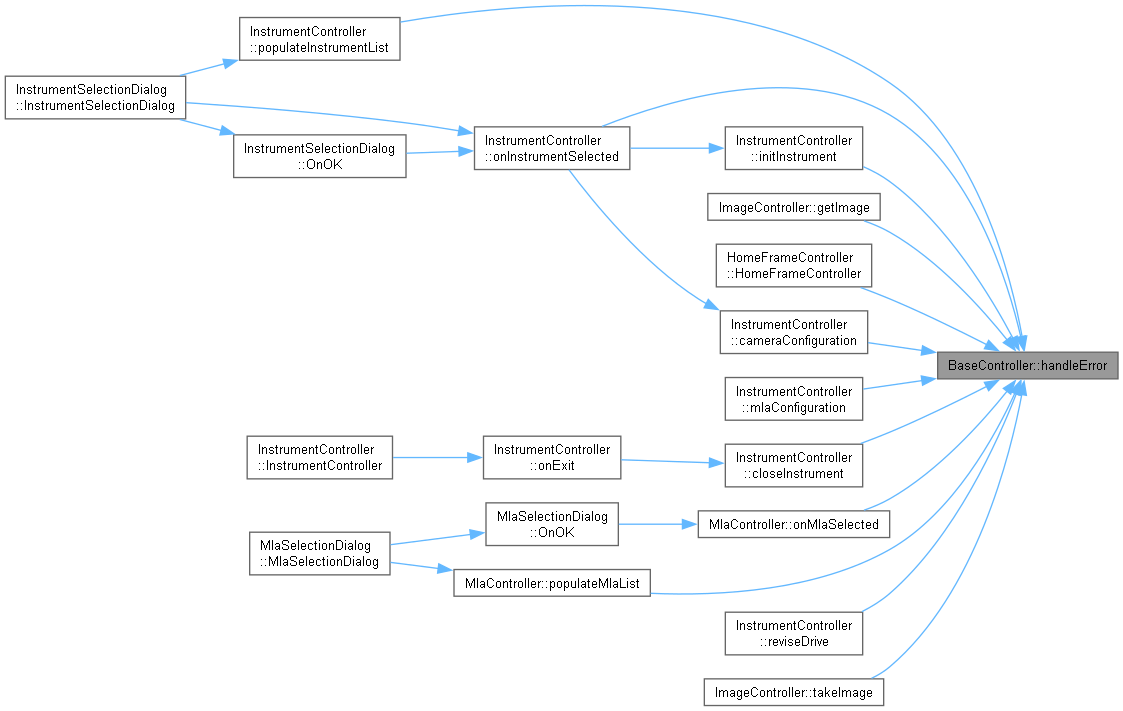 InstrumentController
::populateInstrumentList
InstrumentSelectionDialog
::InstrumentSelectionDialog
InstrumentSelectionDialog
::OnOK
InstrumentController
::onInstrumentSelected
InstrumentController
::initInstrument
ImageController::getImage
HomeFrameController
::HomeFrameController
InstrumentController
::cameraConfiguration
BaseController::handleError
InstrumentController
::mlaConfiguration
InstrumentController
::InstrumentController
InstrumentController
::onExit
InstrumentController
::closeInstrument
MlaSelectionDialog
::OnOK
MlaController::onMlaSelected
MlaSelectionDialog
::MlaSelectionDialog
MlaController::populateMlaList
InstrumentController
::reviseDrive
ImageController::takeImage